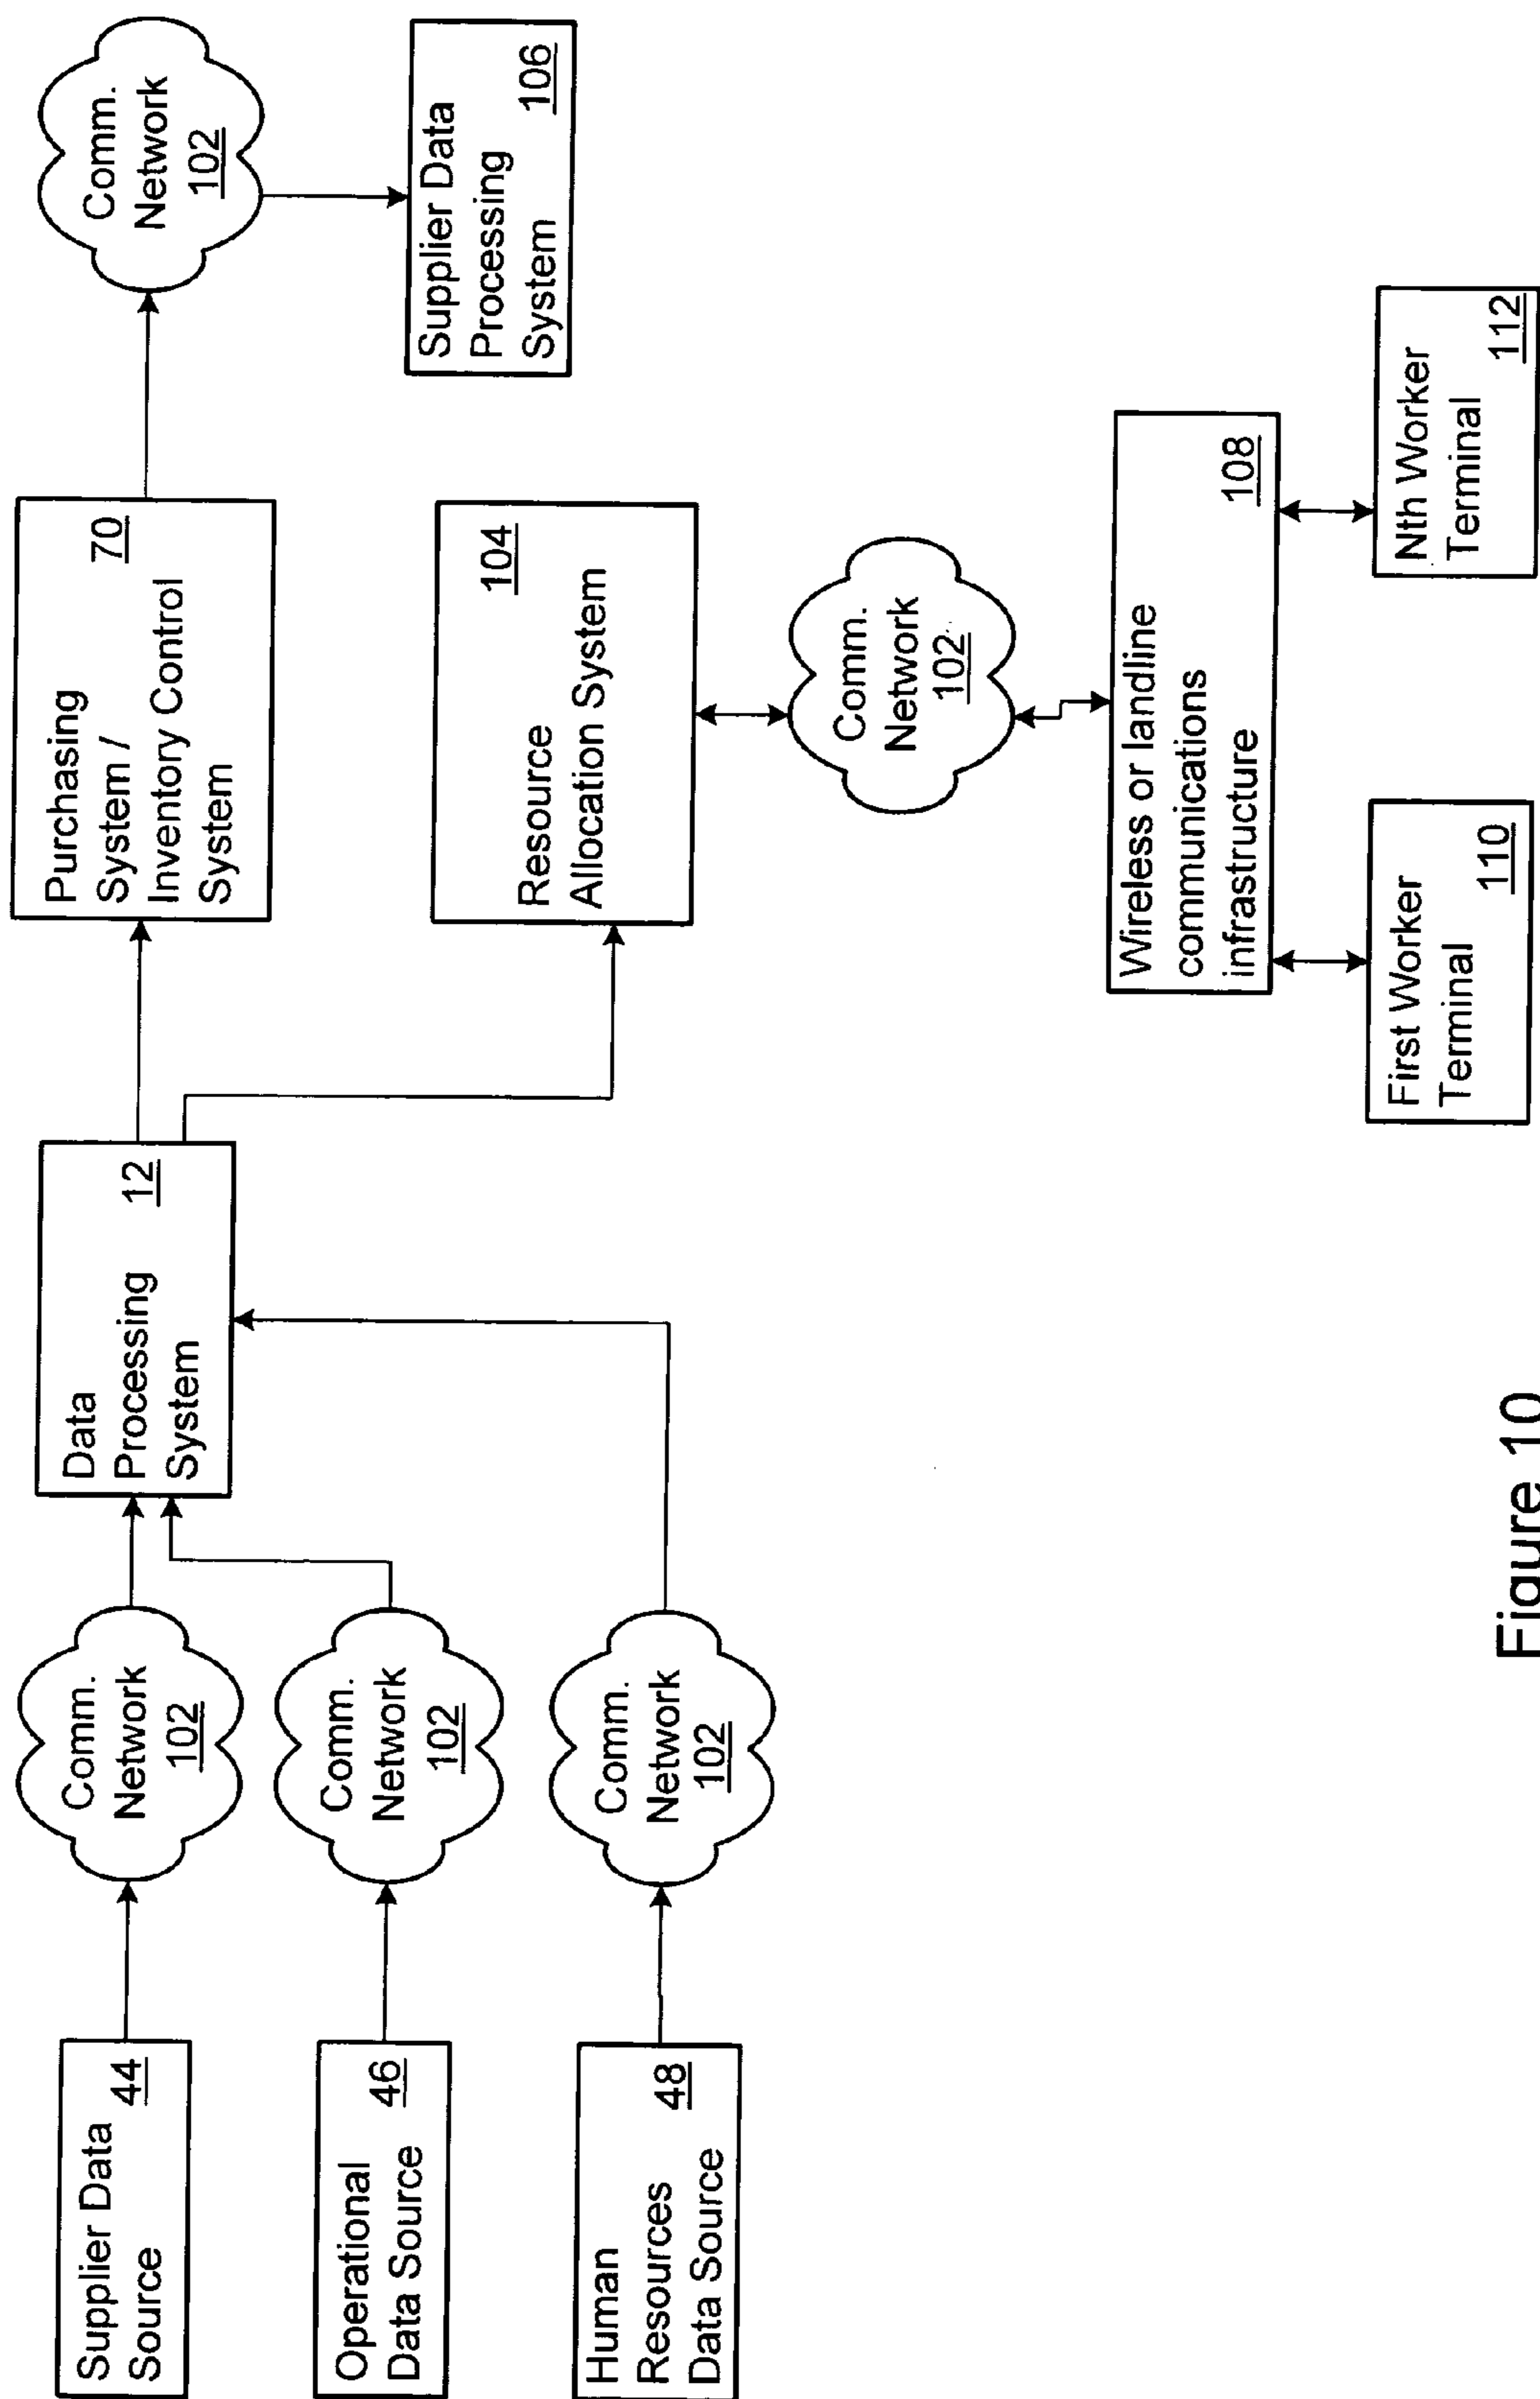 Supplier Data
Source 44
Comm.
Network
102
Operational
Data Source 46
Comm.
Network
102
Human
Resources
Data Source 48
Comm.
Network
102
Data
Processing
System 12
Purchasing
System /
Inventory Control
System 70
Comm.
Network
102
Supplier Data
Processing
System 106
104
Resource
Allocation System
Comm.
Network
102
Wireless or landline
communications
infrastructure 108
First Worker
Terminal
110
Nth Worker
Terminal
112
Figure 10